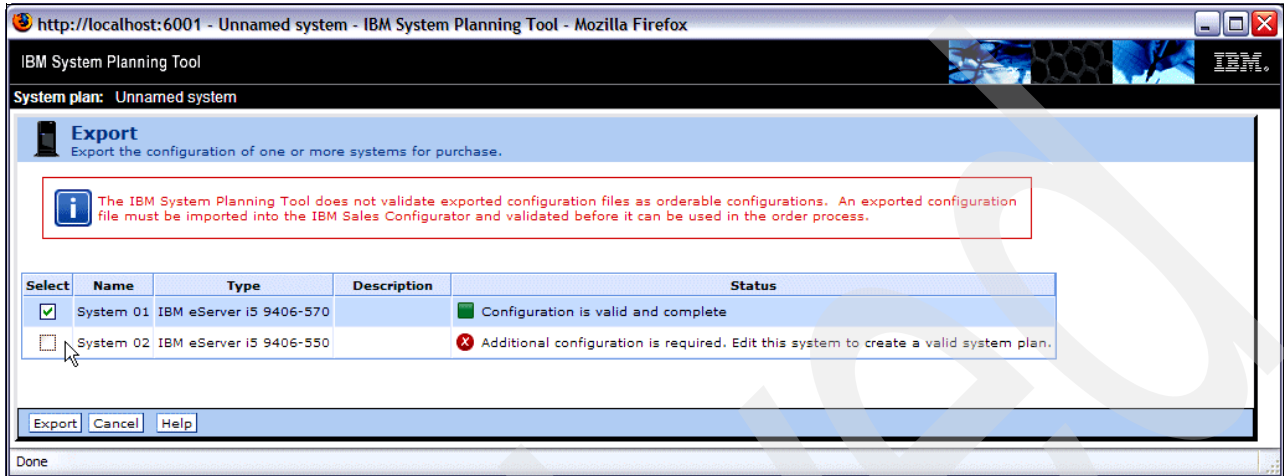 http://localhost:6001 - Unnamed system - IBM System Planning Tool - Mozilla Firefox
IBM System Planning Tool
IBM.
System plan: Unnamed system
Export
Export the configuration of one or more systems for purchase.
i
The IBM System Planning Tool does not validate exported configuration files as orderable configurations. An exported configuration
file must be imported into the IBM Sales Configurator and validated before it can be used in the order process.
Select Name Type Description Status
System 01 IBM eServer i5 9406-570 Configuration is valid and complete
System 02 IBM eServer i5 9406-550 Additional configuration is required. Edit this system to create a valid system plan.
Export Cancel Help
Done